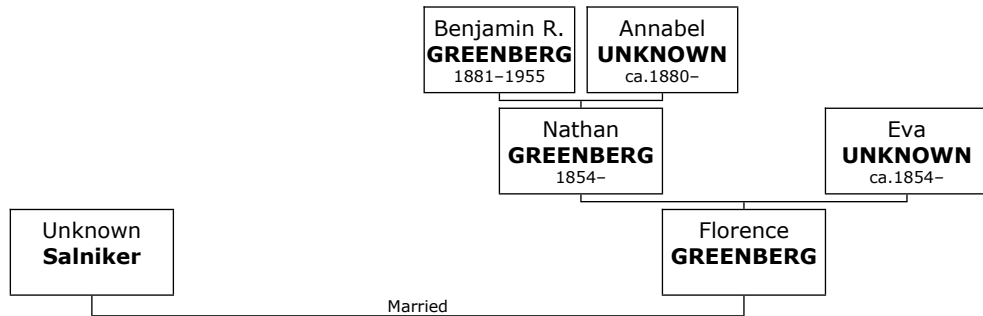 Benjamin R.
GREENBERG
1881–1955
Annabel
UNKNOWN
ca.1880–
Nathan
GREENBERG
1854–
Eva
UNKNOWN
ca.1854–
Unknown
Salniker
Florence
GREENBERG
Married